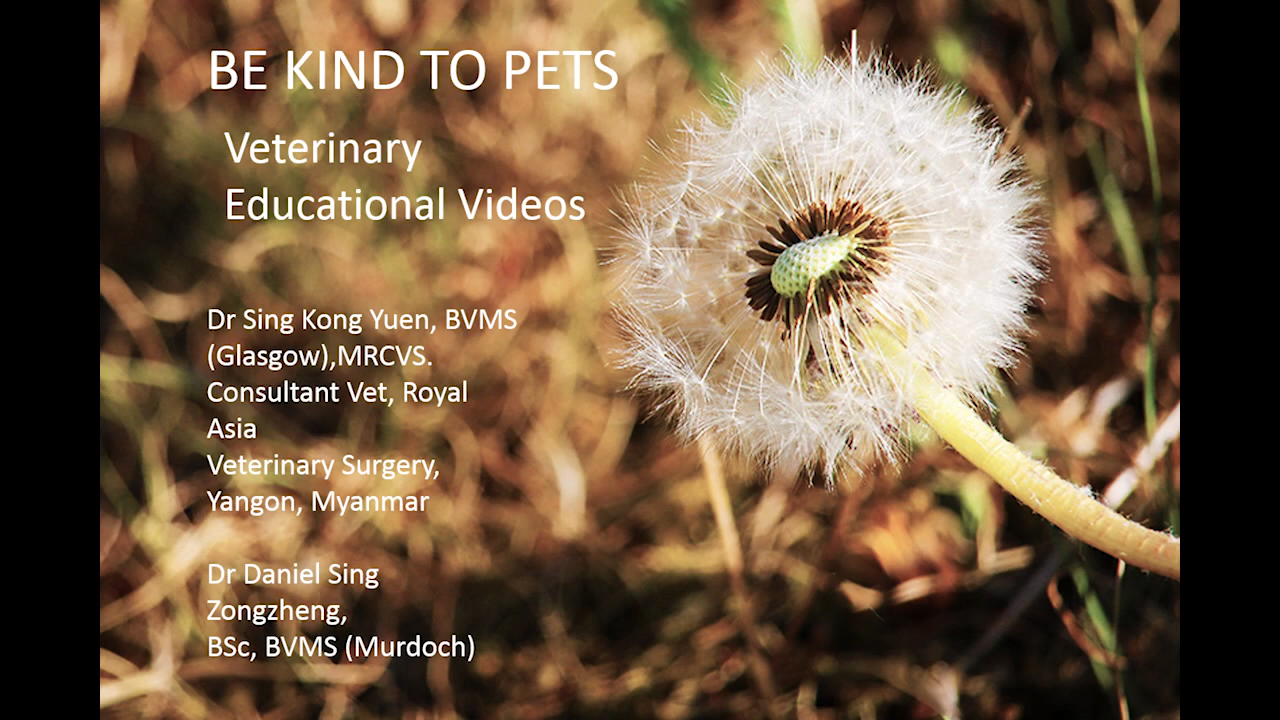 BE KIND TO PETS
Veterinary
Educational Videos
Dr Sing Kong Yuen, BVMS
(Glasgow),MRCVS.
Consultant Vet, Royal
Asia
Veterinary Surgery,
Yangon, Myanmar
Dr Daniel Sing
Zongzheng,
BSc, BVMS (Murdoch)